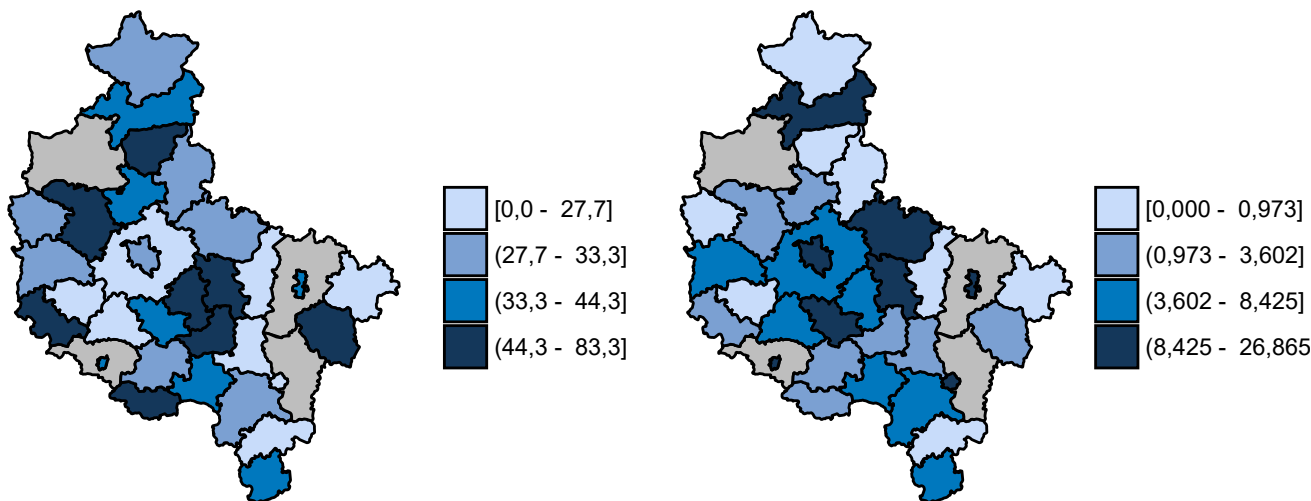 [0,0 - 27,7]
(27,7 - 33,3]
(33,3 - 44,3]
(44,3 - 83,3]
[0,000 - 0,973]
(0,973 - 3,602]
(3,602 - 8,425]
(8,425 - 26,865